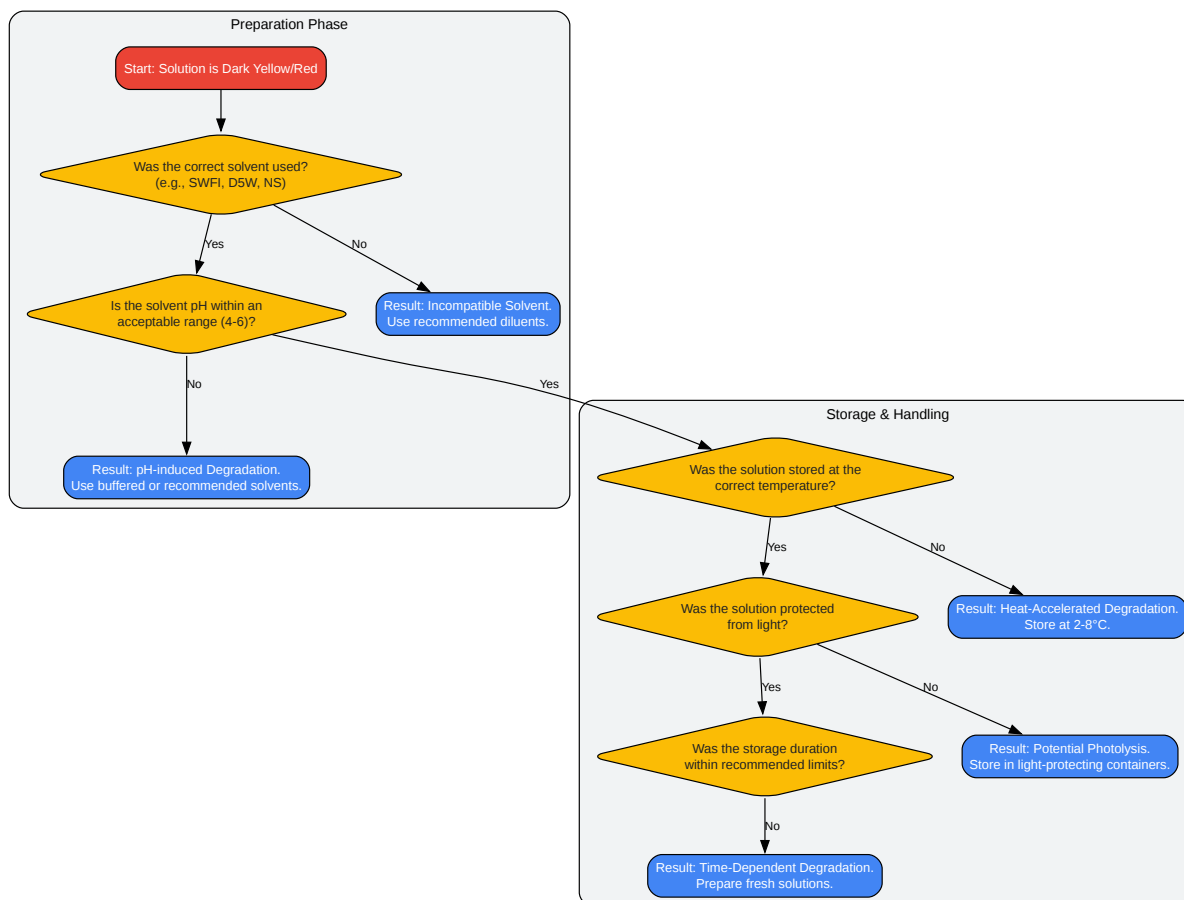 Preparation Phase
Start: Solution is Dark Yellow/Red
Was the correct solvent used?
(e.g., SWFI, D5W, NS)
Yes
No
Is the solvent pH within an
acceptable range (4-6)?
Result: Incompatible Solvent.
Use recommended diluents.
No
Yes
Result: pH-induced Degradation.
Use buffered or recommended solvents.
Storage & Handling
Was the solution stored at the
correct temperature?
Yes
No
Was the solution protected
from light?
Result: Heat-Accelerated Degradation.
Store at 2-8°C.
Yes
No
Was the storage duration
within recommended limits?
Result: Potential Photolysis.
Store in light-protecting containers.
No
Result: Time-Dependent Degradation.
Prepare fresh solutions.